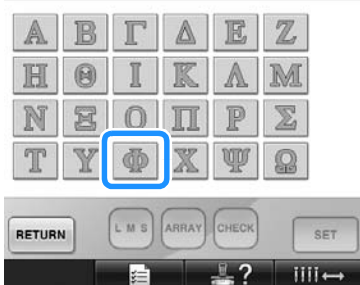 Α Β Γ Δ Ε Ζ
Η Θ Ι Κ Λ Μ
Ν Ξ Ο Π Ρ Σ
Τ Υ Φ Χ Ψ Ω
RETURN L M S ARRAY CHECK SET
?